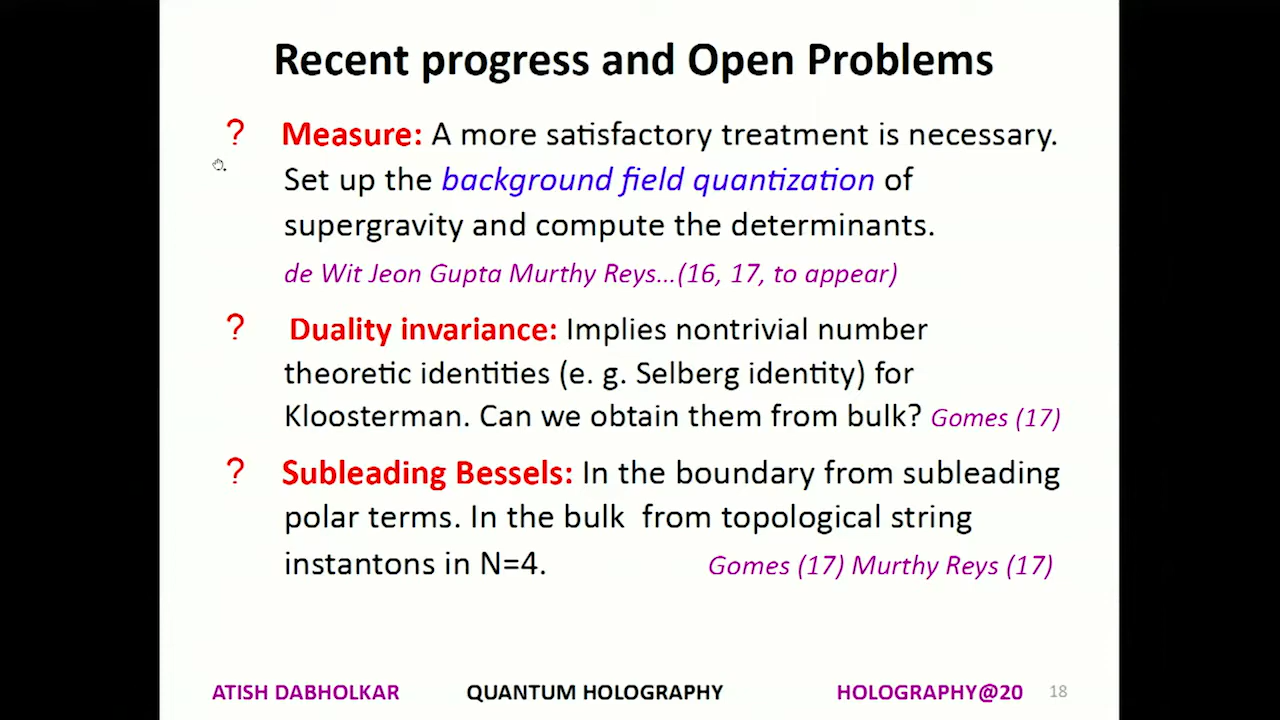 Recent progress and Open Problems
? Measure: A more satisfactory treatment is necessary.
Set up the background field quantization of
supergravity and compute the determinants.
de Wit Jeon Gupta Murthy Reys...(16, 17, to appear)
? Duality invariance: Implies nontrivial number
theoretic identities (e. g. Selberg identity) for
Kloosterman. Can we obtain them from bulk? Gomes (17)
? Subleading Bessels: In the boundary from subleading
polar terms. In the bulk from topological string
instantons in N=4. Gomes (17) Murthy Reys (17)
ATISH DABHOLKAR QUANTUM HOLOGRAPHY HOLOGRAPHY@20 18